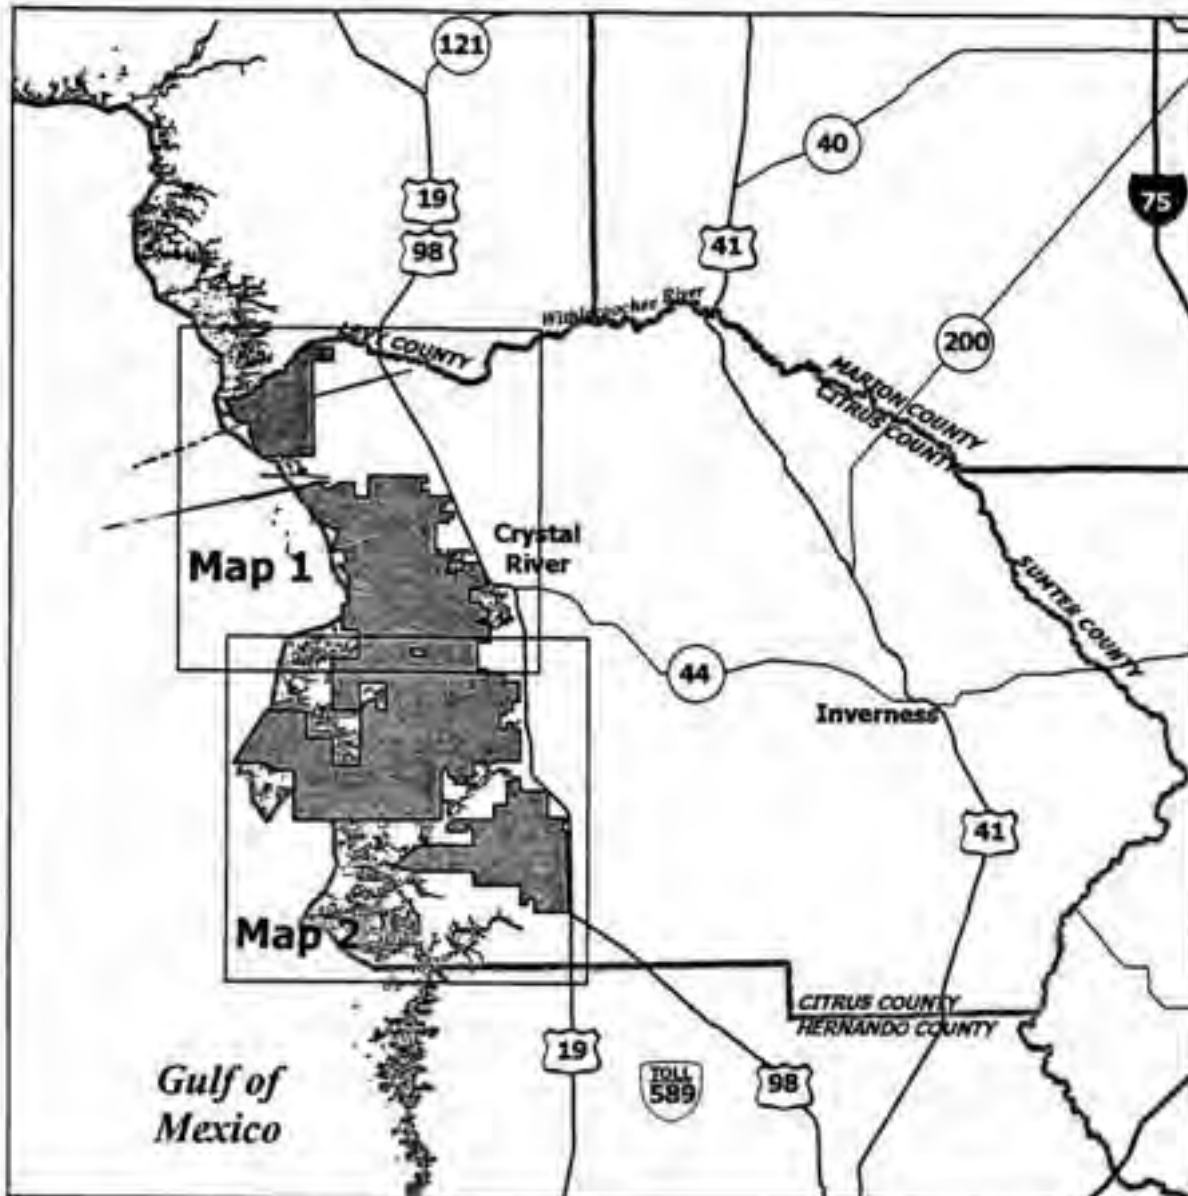 121
40
19
75
98
41
Withlacoochee River
200
LEVY COUNTY
MARION COUNTY
CITRUS COUNTY
Crystal
River
Map 1
SUMTER COUNTY
44
Inverness
41
Map 2
CITRUS COUNTY
HERNANDO COUNTY
19
TOLL
589
98
Gulf of
Mexico